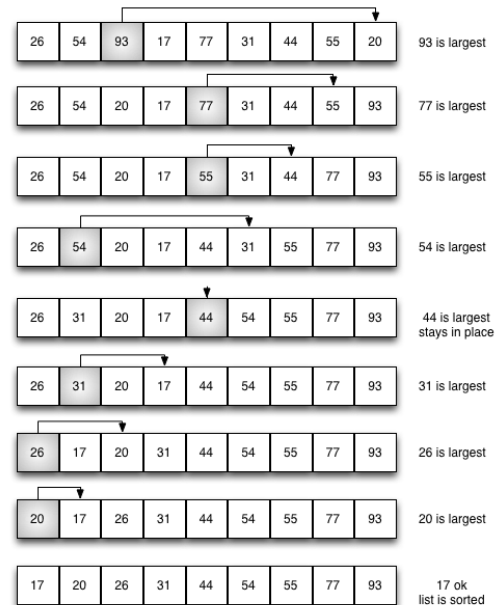 26 54 93 17 77 31 44 55 20 93 is largest
26 54 20 17 77 31 44 55 93 77 is largest
26 54 20 17 55 31 44 77 93 55 is largest
26 54 20 17 44 31 55 77 93 54 is largest
26 31 20 17 44 54 55 77 93 44 is largest
stays in place
26 31 20 17 44 54 55 77 93 31 is largest
26 17 20 31 44 54 55 77 93 26 is largest
20 17 26 31 44 54 55 77 93 20 is largest
17 20 26 31 44 54 55 77 93 17 ok
list is sorted